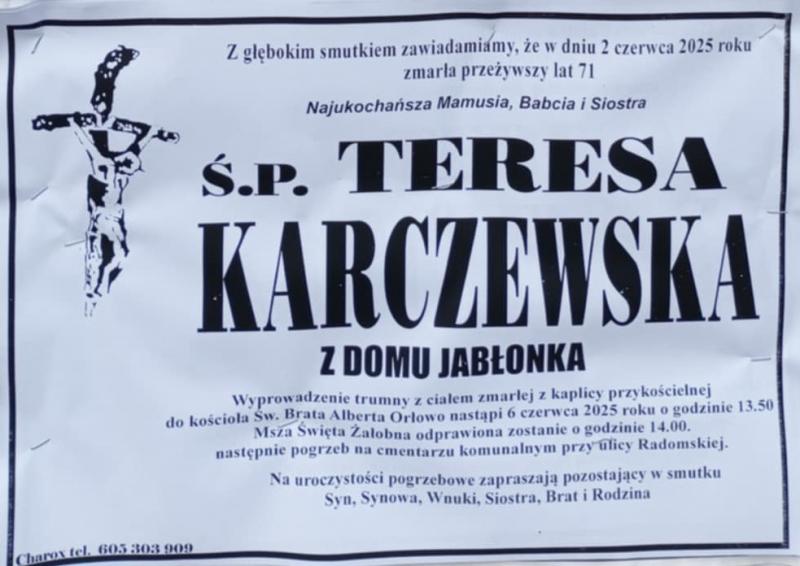 Z głębokim smutkiem zawiadamiamy, że w dniu 2 czerwca 2025 roku
zmarła przeżywszy lat 71
Najukochańsza Mamusia, Babcia i Siostra
Ś.P. TERESA
KARCZEWSKA
Z DOMU JABŁONKA
Wyprowadzenie trumny z ciałem zmarłej z kaplicy przykościelnej
do kościoła Św. Brata Alberta Orłowo nastąpi 6 czerwca 2025 roku o godzinie 13.50
Msza Święta Żałobna odprawiona zostanie o godzinie 14.00.
następnie pogrzeb na cmentarzu komunalnym przy ulicy Radomskiej.
Na uroczystości pogrzebowe zapraszają pozostający w smutku
Syn, Synowa, Wnuki, Siostra, Brat i Rodzina
Charox tel. 605 303 909